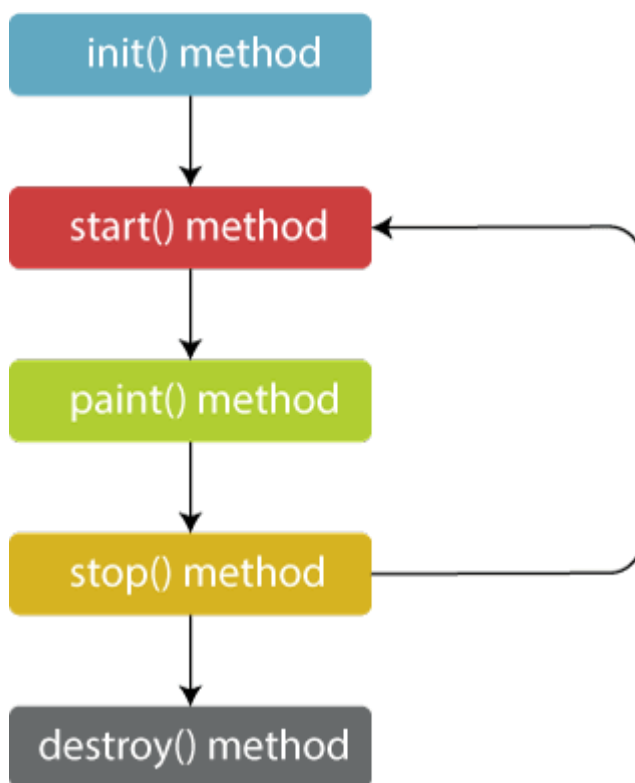 init() method
start() method
paint() method
stop() method
destroy() method